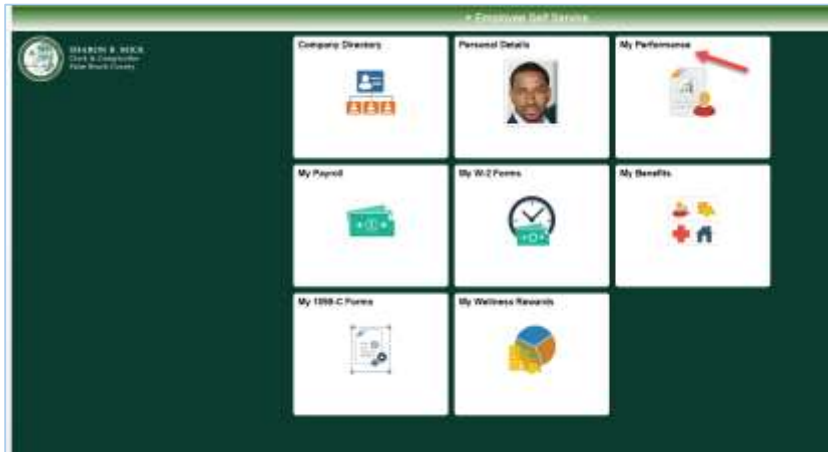 Employee Self Service
SHARON R. BOCK
Clerk & Comptroller
Palm Beach County
Company Directory
Personal Details
My Performance
My Payroll
My W-2 Forms
My Benefits
My 1095-C Forms
My Wellness Rewards